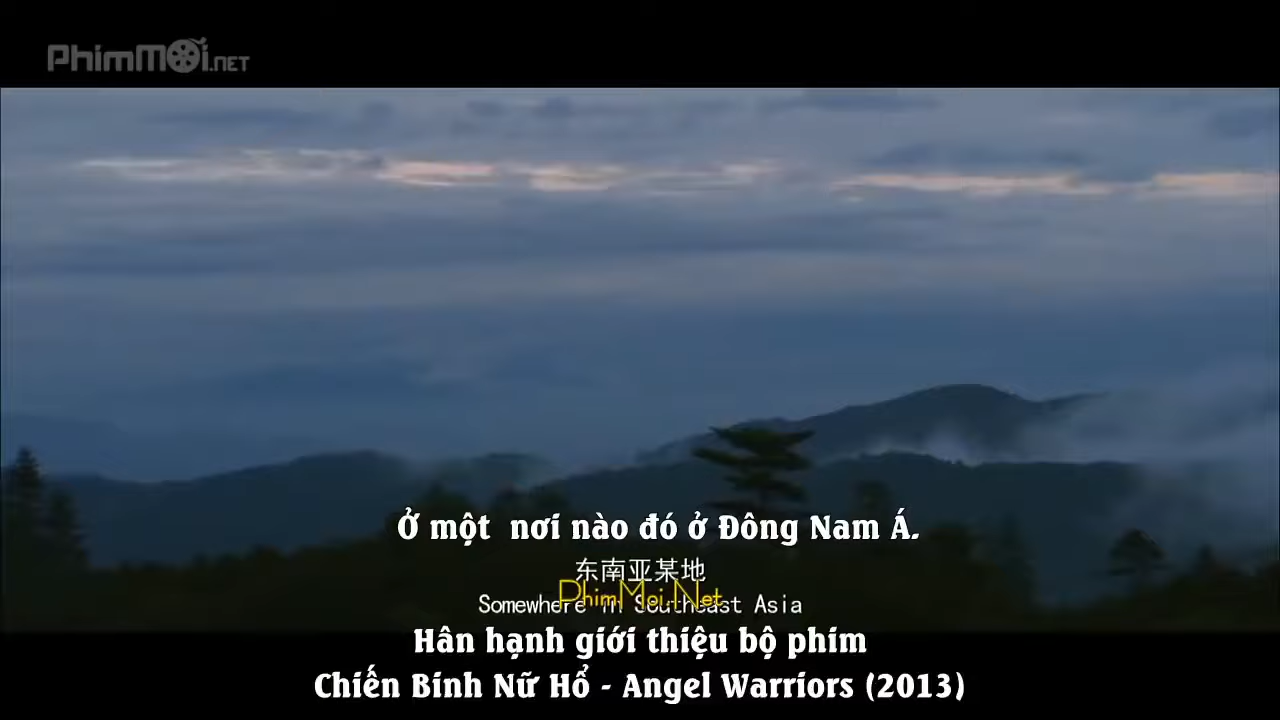 PhimMơi.NET
Ở một nơi nào đó ở Đông Nam Á.
东南亚某地
PhimMoi.Net
Somewhere in Southeast Asia
Hân hạnh giới thiệu bộ phim
Chiến Binh Nữ Hổ - Angel Warriors (2013)